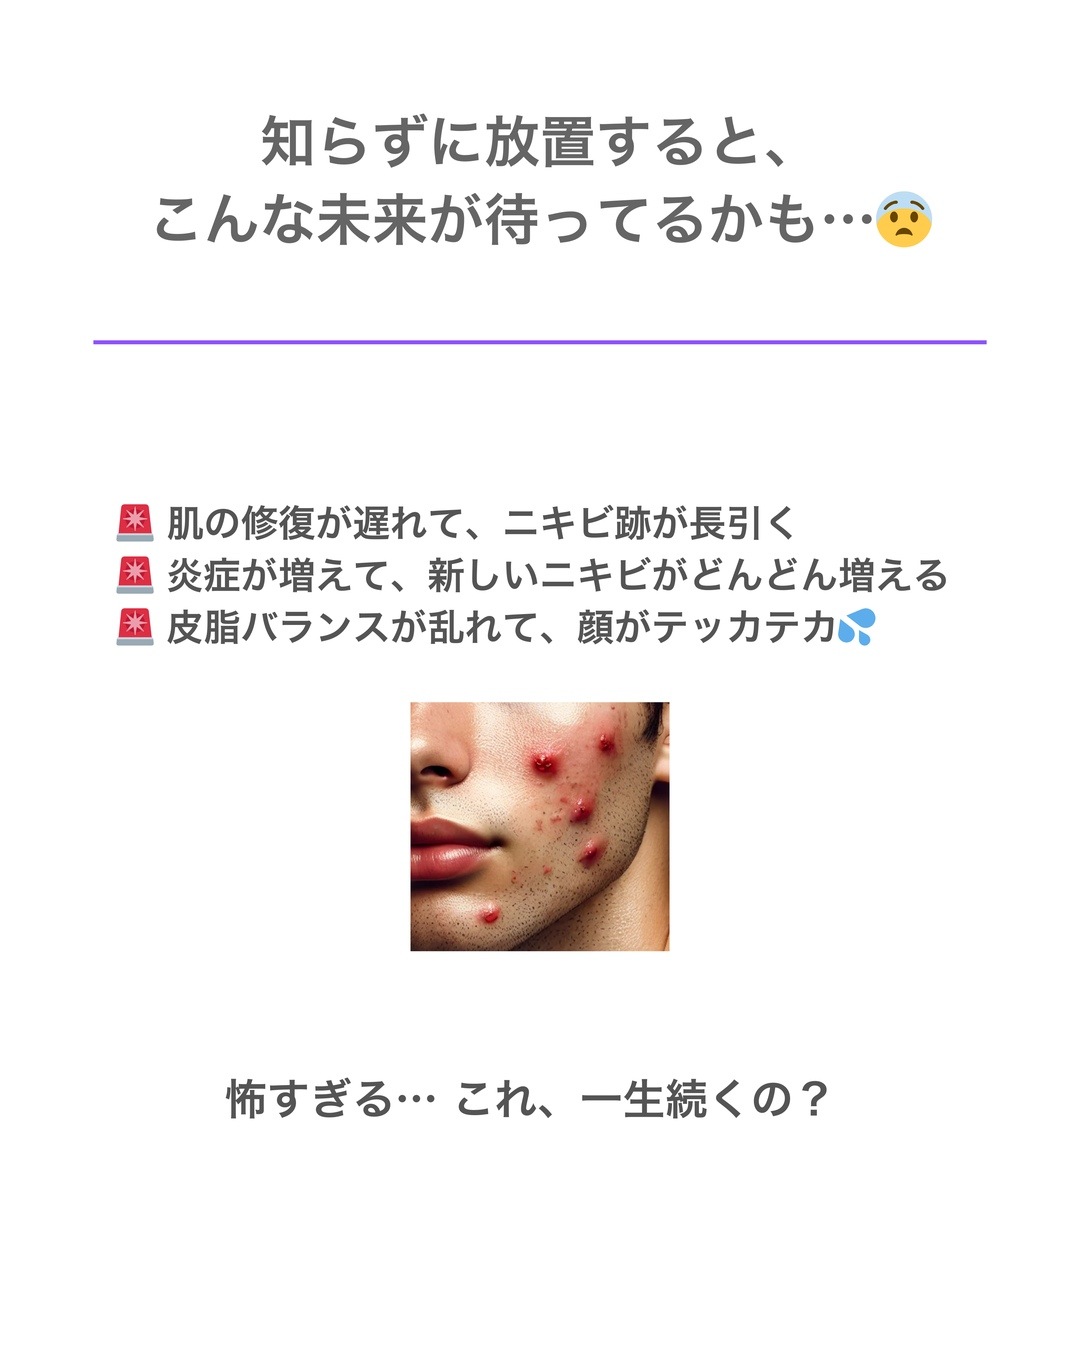 知らずに放置すると、
こんな未来が待ってるかも…😨
🚨 肌の修復が遅れて、ニキビ跡が長引く
🚨 炎症が増えて、新しいニキビがどんどん増える
🚨 皮脂バランスが乱れて、顔がテッカテカ💦
怖すぎる… これ、一生続くの？